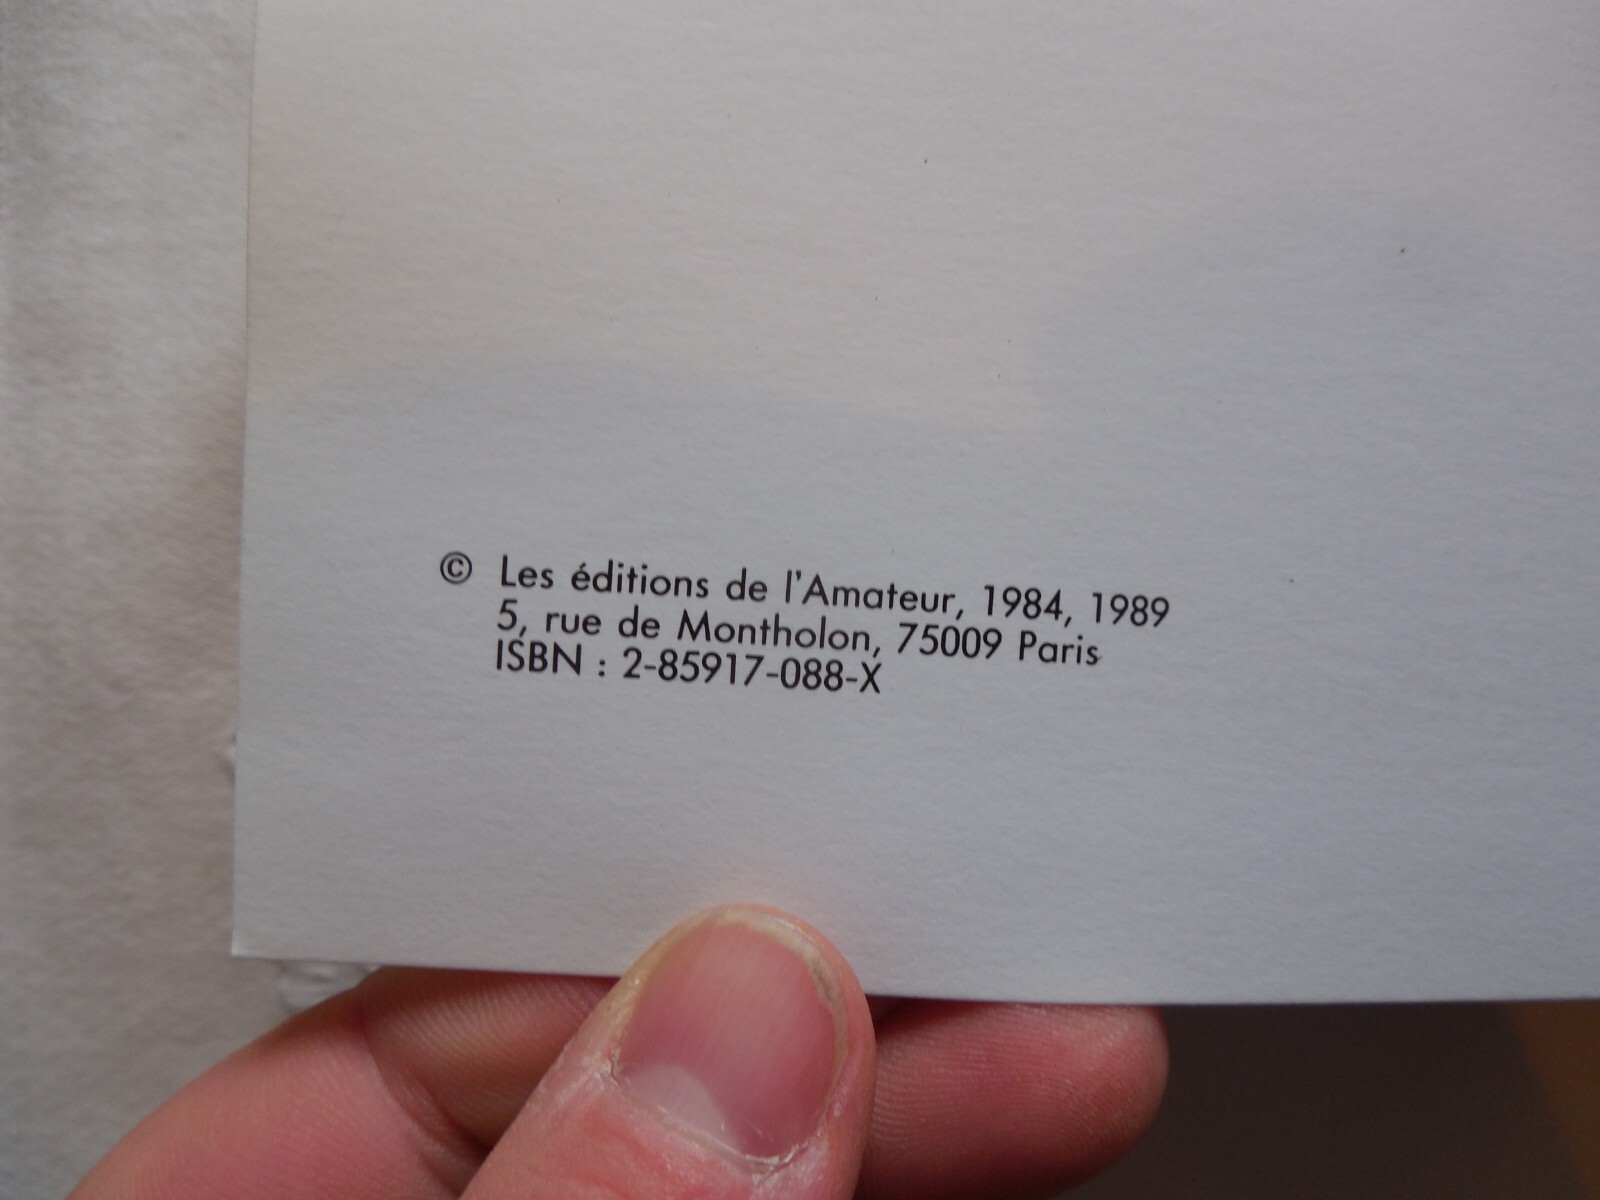 © Les éditions de l'Amateur, 1984, 1989
5, rue de Montholon, 75009 Paris
ISBN : 2-85917-088-X